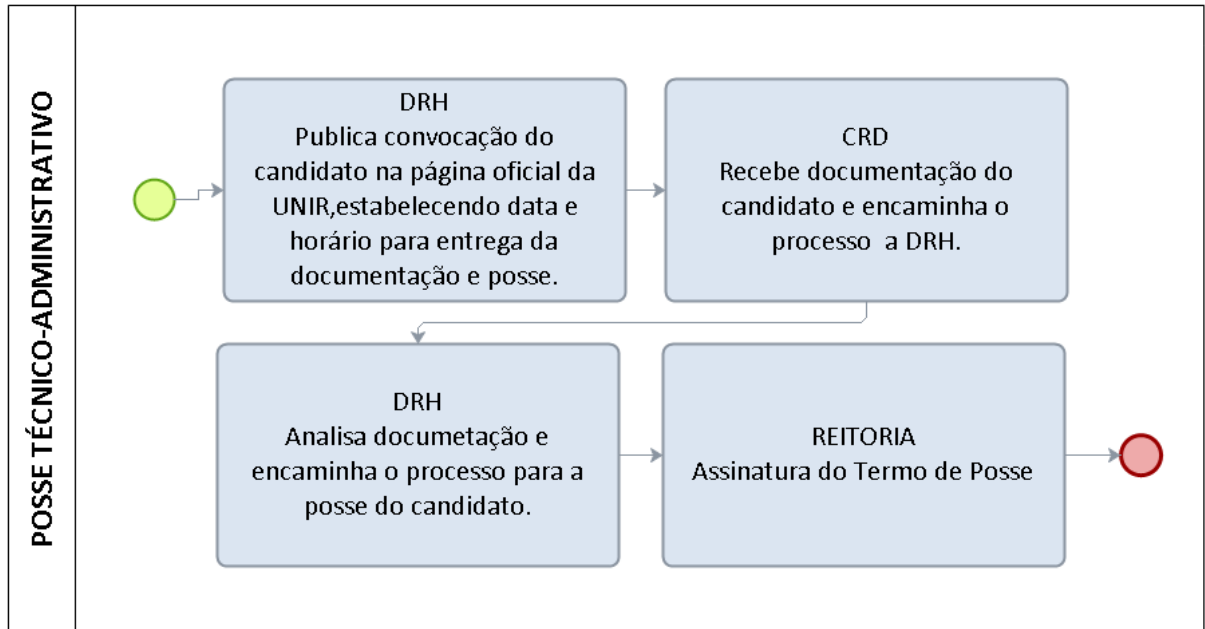 POSSE TÉCNICO-ADMINISTRATIVO
DRH
Publica convocação do
candidato na página oficial da
UNIR,estabelecendo data e
horário para entrega da
documentação e posse.
CRD
Recebe documentação do
candidato e encaminha o
processo  a DRH.
DRH
Analisa documetação e
encaminha o processo para a
posse do candidato.
REITORIA
Assinatura do Termo de Posse